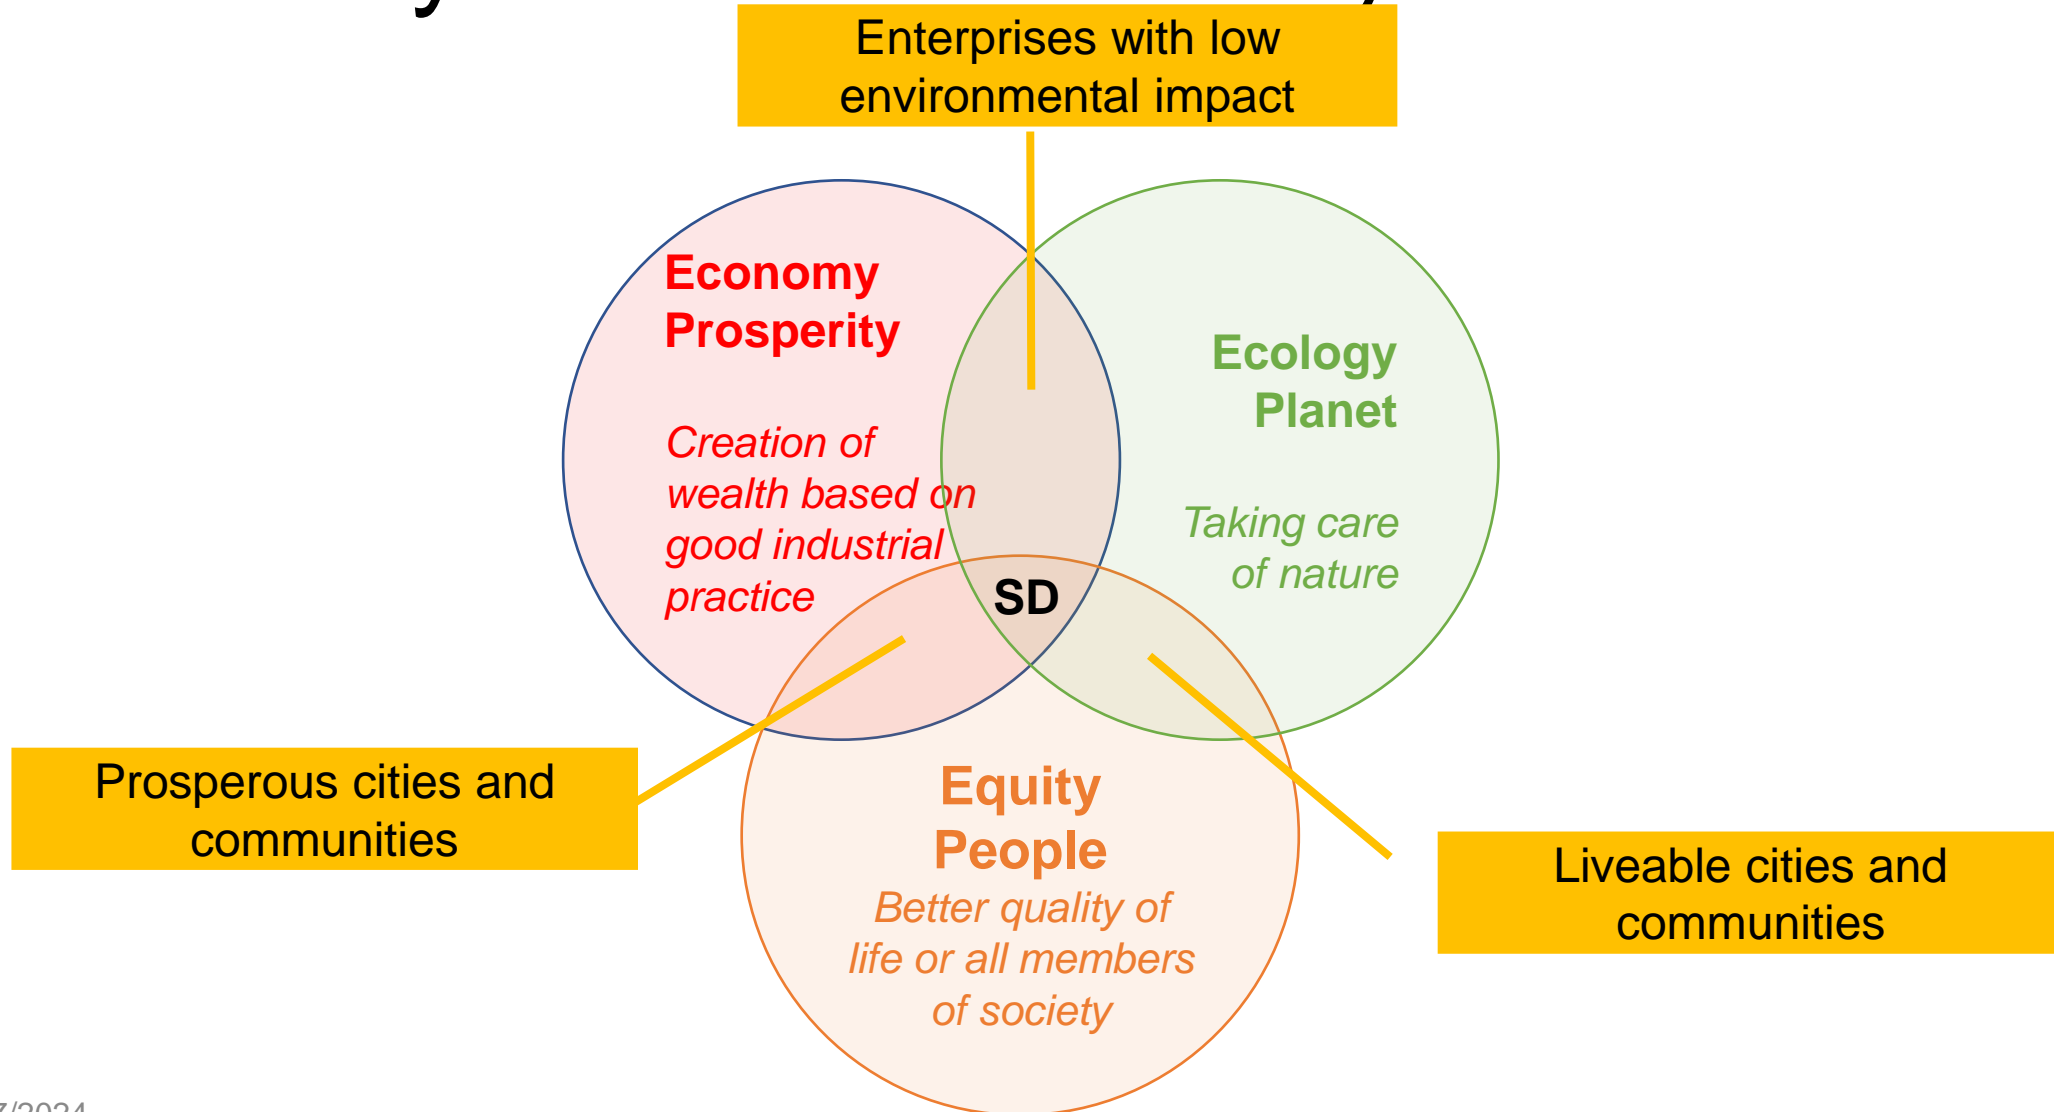 Enterprises with low
environmental impact
Economy
Prosperity
Creation of
wealth based on
good industrial
practice
Ecology
Planet
Taking care
of nature
SD
Prosperous cities and
communities
Equity
People
Better quality of
life or all members
of society
Liveable cities and
communities